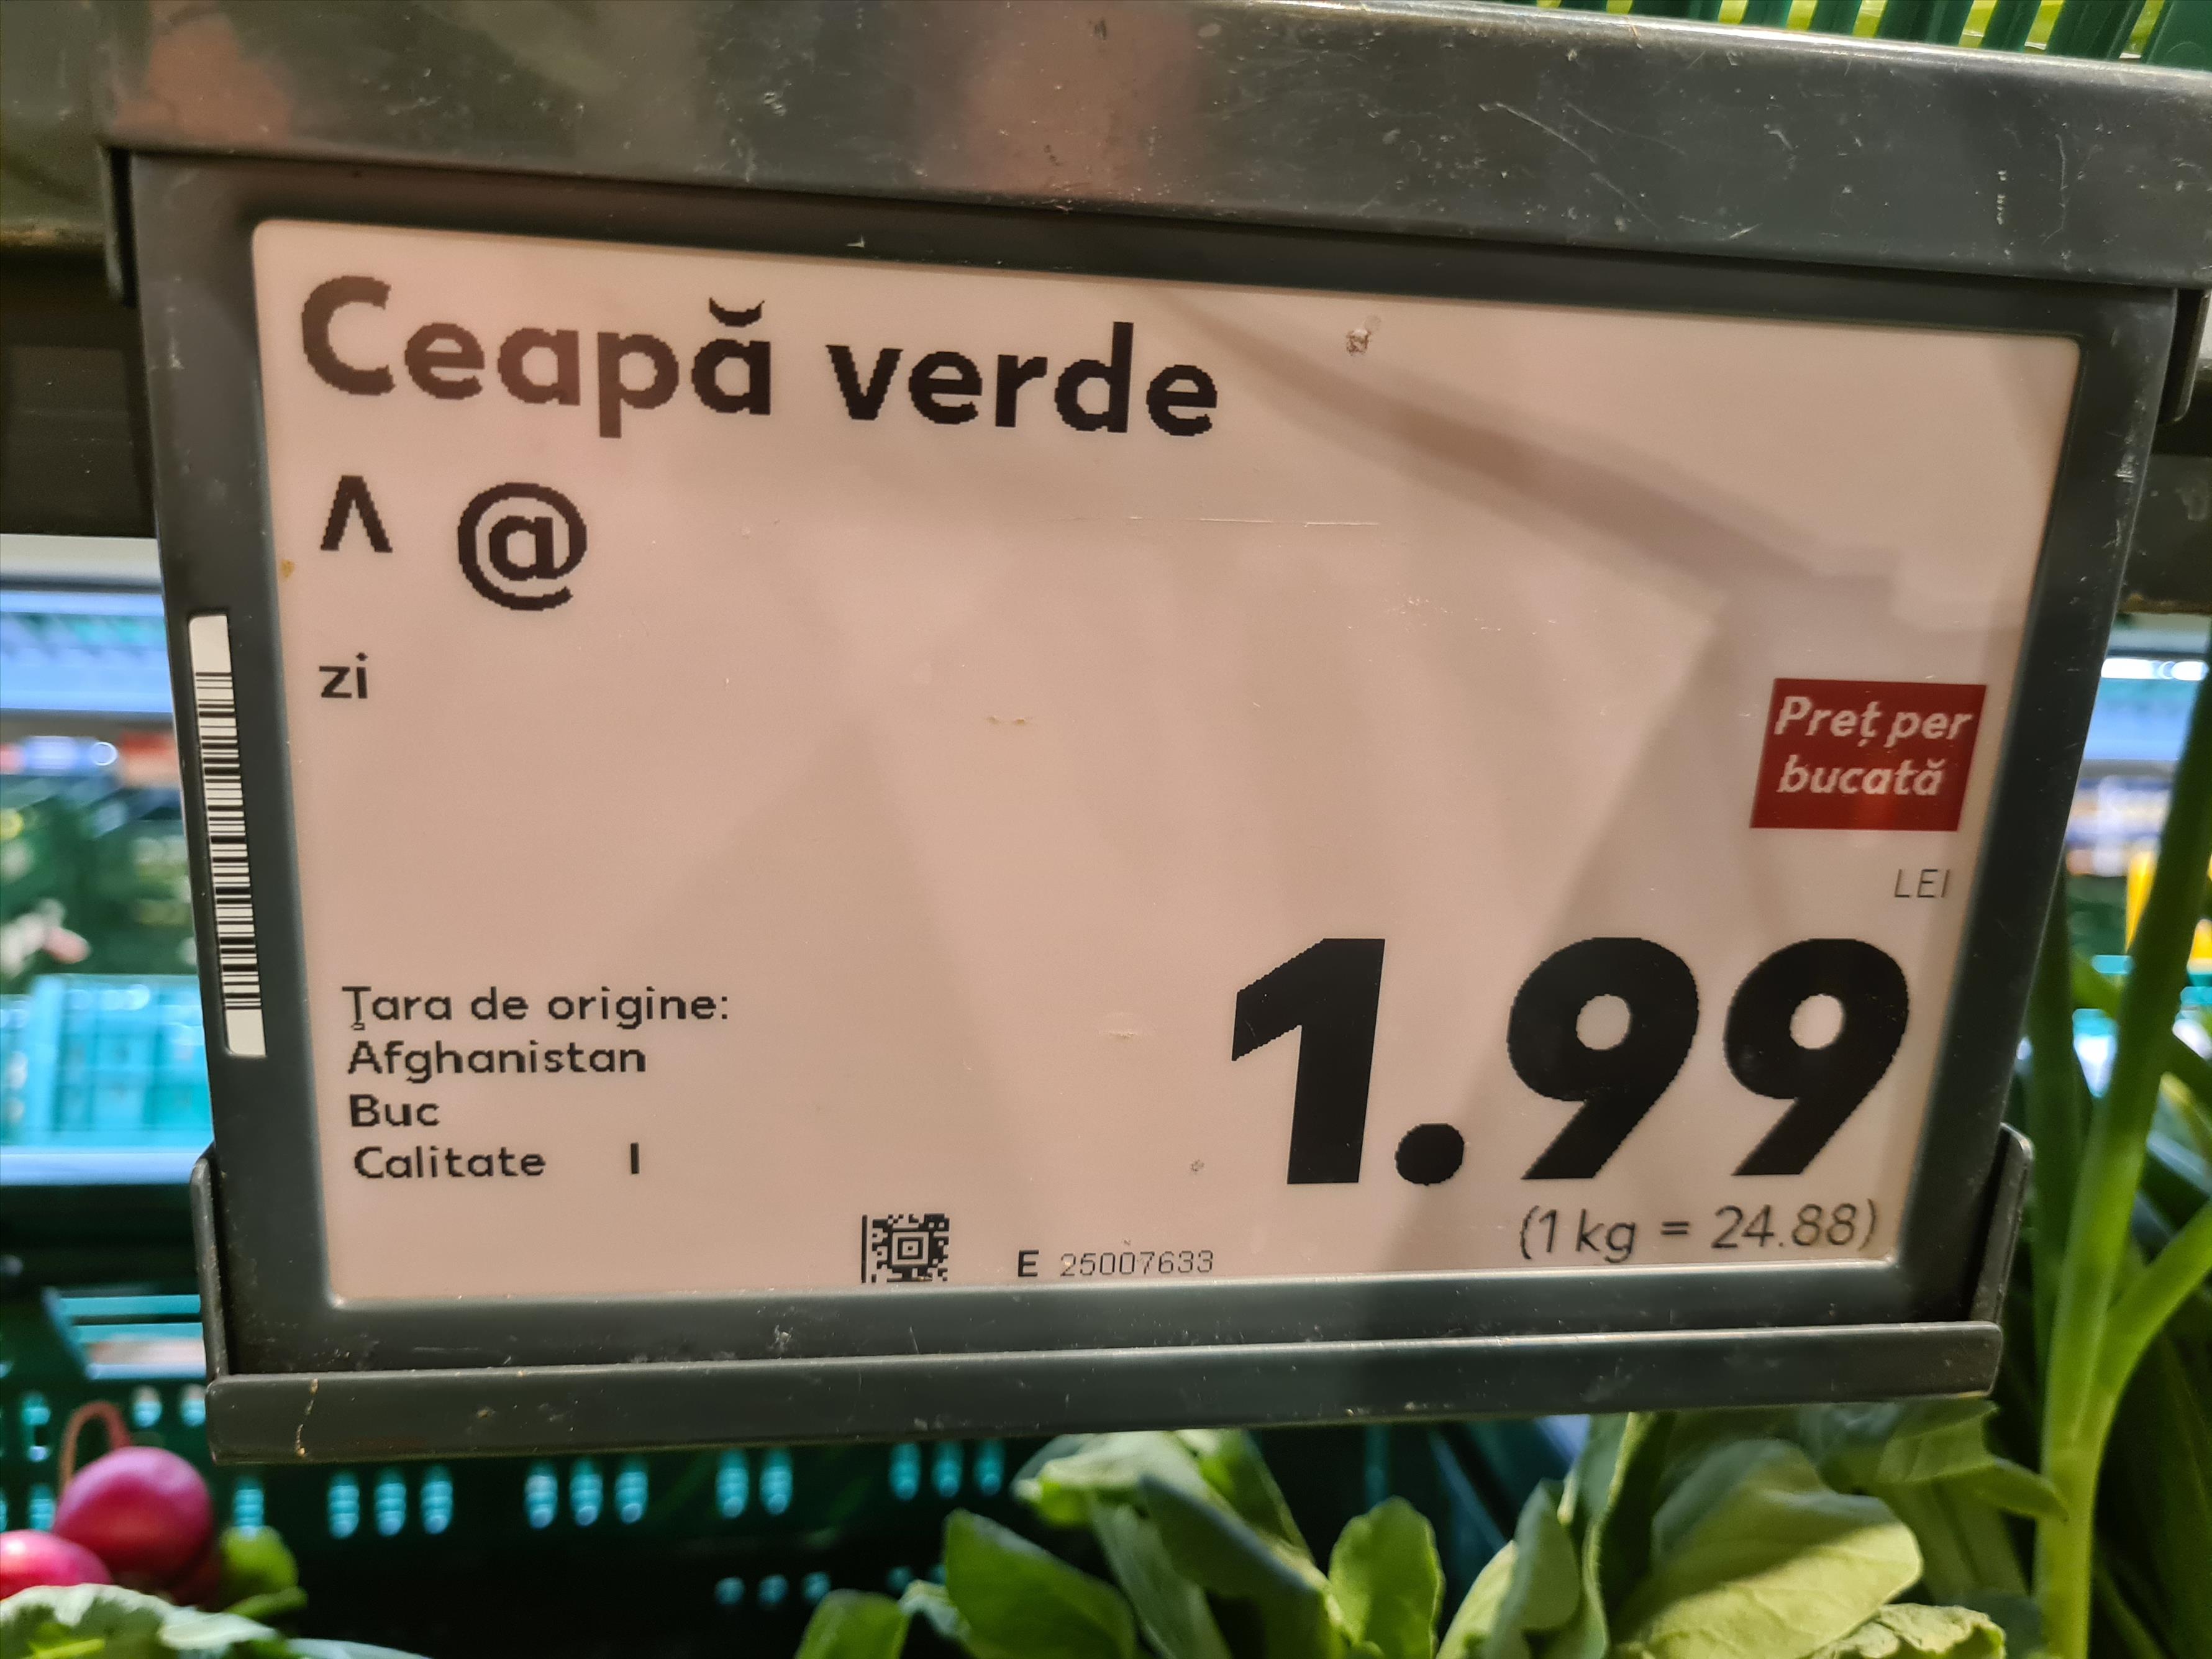 Ceapă verde
^ @
zi
Preț per
bucată
LEI
1.99
(1 kg = 24.88)
Ţara de origine:
Afghanistan
Buc
Calitate I
E 25007633